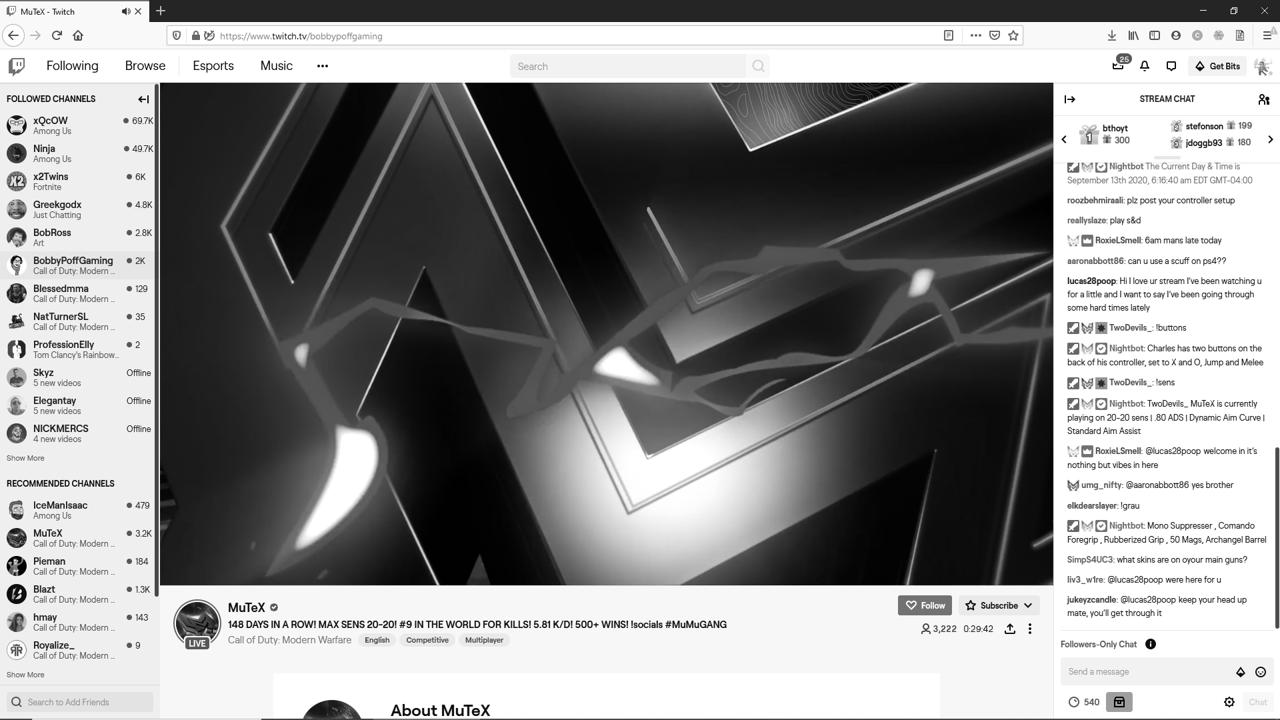 MuTeX - Twitch
https://www.twitch.tv/bobbypoffgaming
Following
Browse
Esports
Music
Search
25
Get Bits
FOLLOWED CHANNELS
xQcOW
69.7K
Among Us
Ninja
49.7K
Among Us
x2Twins
6K
Fortnite
Greekgodx
4.8K
Just Chatting
BobRoss
2.8K
Art
BobbyPoffGaming
2K
Call of Duty: Modern ...
Blessedmma
129
Call of Duty: Modern ...
NatTurnerSL
35
Call of Duty: Modern ...
ProfessionElly
2
Tom Clancy's Rainbow...
Skyz
Offline
5 new videos
Elegantay
Offline
5 new videos
NICKMERCS
Offline
4 new videos
Show More
RECOMMENDED CHANNELS
IceManIsaac
479
Among Us
MuTeX
3.2K
Call of Duty: Modern ...
Pieman
184
Call of Duty: Modern ...
Blazt
1.3K
Call of Duty: Modern ...
hmay
143
Call of Duty: Modern ...
Royalize_
9
Call of Duty: Modern ...
Show More
Search to Add Friends
LIVE
MuTeX
148 DAYS IN A ROW! MAX SENS 20-20! #9 IN THE WORLD FOR KILLS! 5.81 K/D! 500+ WINS! !socials #MuMuGANG
Call of Duty: Modern Warfare
English
Competitive
Multiplayer
Follow
Subscribe
3,222
0:29:42
About MuTeX
STREAM CHAT
1
bthoyt
300
2
stefonson
199
3
jdoggb93
180
Nightbot The Current Day & Time is
September 13th 2020, 6:16:40 am EDT GMT-04:00
roozbehmiraali: plz post your controller setup
reallyslaze: play s&d
RoxieLSmell: 6am mans late today
aaronabbott86: can u use a scuff on ps4??
lucas28poop: Hi I love ur stream I've been watching u
for a little and I want to say I've been going through
some hard times lately
TwoDevils_: !buttons
Nightbot: Charles has two buttons on the
back of his controller, set to X and O, Jump and Melee
TwoDevils_: !sens
Nightbot: TwoDevils_ MuTeX is currently
playing on 20-20 sens | .80 ADS | Dynamic Aim Curve |
Standard Aim Assist
RoxieLSmell: @lucas28poop welcome in it's
nothing but vibes in here
umg_nifty: @aaronabbott86 yes brother
elkdearslayer: !grau
Nightbot: Mono Suppresser , Comando
Foregrip , Rubberized Grip , 50 Mags, Archangel Barrel
SimpS4UC3: what skins are on oyour main guns?
liv3_w1re: @lucas28poop were here for u
jukeyzcandle: @lucas28poop keep your head up
mate, you'll get through it
Followers-Only Chat
Send a message
540
Chat